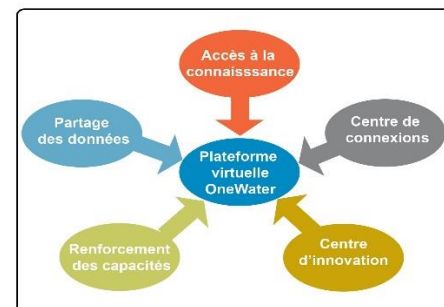 Accès à la
connaisssance
Partage
des données
Centre de
connexions
Plateforme
virtuelle
OneWater
Renforcement
des capacités
Centre
d'innovation